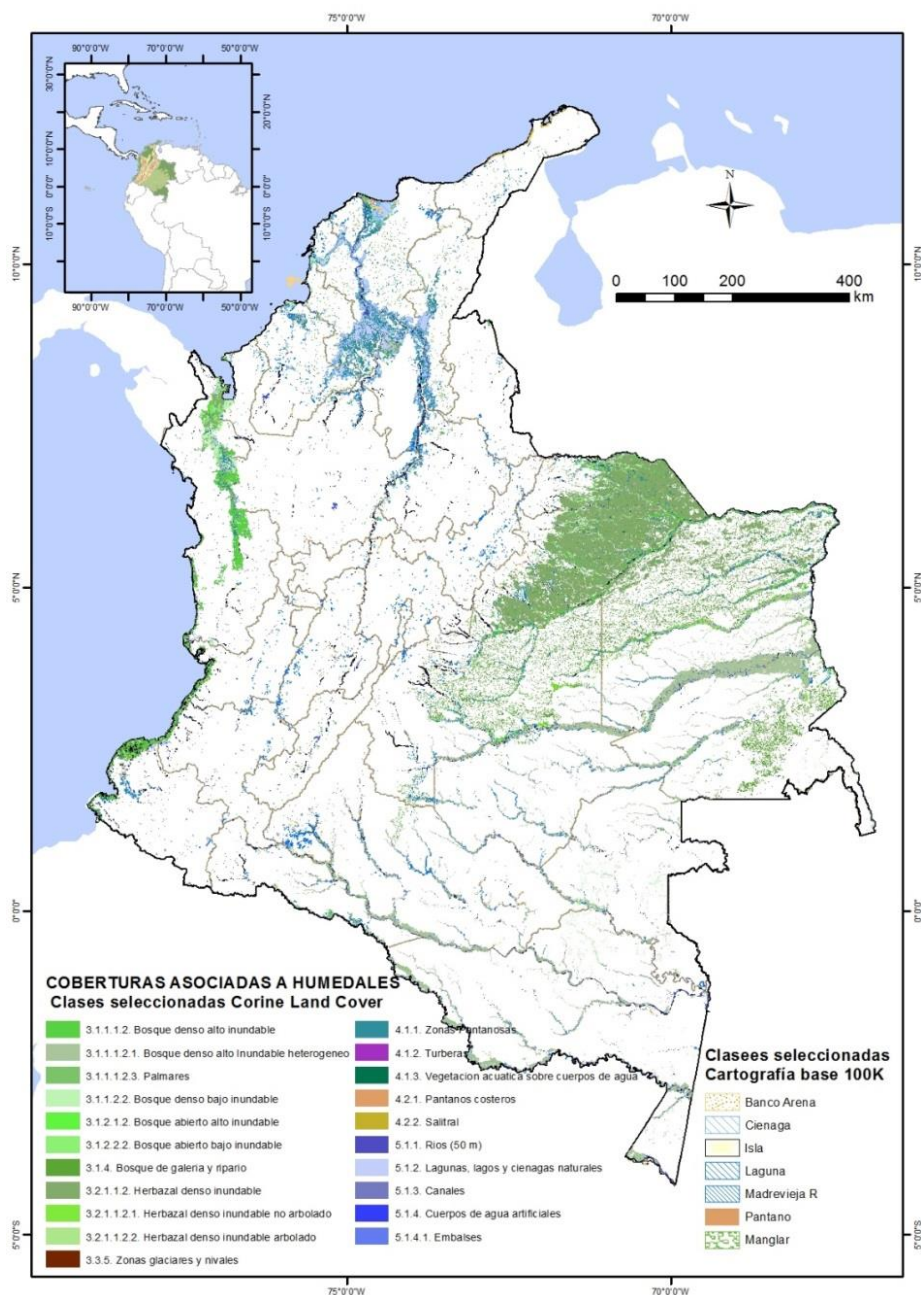 75°0'0"W 70°0'0"W
90°0'0"W 70°0'0"W 50°0'0"W
30°0'0"N
20°0'0"N
10°0'0"N
0°0'0"
10°0'0"S
20°0'0"S
10°0'0"N
0°0'0"
10°0'0"S
90°0'0"W 70°0'0"W 50°0'0"W
N
0 100 200 400
km
10°0'0"N
10°0'0"N
5°0'0"N
5°0'0"N
0°0'0"
0°0'0"
5°0'0"S
5°0'0"S
COBERTURAS ASOCIADAS A HUMEDALES
Clases seleccionadas Corine Land Cover
3.1.1.1.2. Bosque denso alto inundable
3.1.1.1.2.1. Bosque denso alto Inundable heterogeneo
3.1.1.1.2.3. Palmares
3.1.1.2.2. Bosque denso bajo inundable
3.1.2.1.2. Bosque abierto alto inundable
3.1.2.2.2. Bosque abierto bajo inundable
3.1.4. Bosque de galeria y ripario
3.2.1.1.2. Herbazal denso inundable
3.2.1.1.2.1. Herbazal denso inundable no arbolado
3.2.1.1.2.2. Herbazal denso inundable arbolado
3.3.5. Zonas glaciares y nivales
4.1.1. Zonas Pantanosas
4.1.2. Turberas
4.1.3. Vegetacion acuatica sobre cuerpos de agua
4.2.1. Pantanos costeros
4.2.2. Salitral
5.1.1. Rios (50 m)
5.1.2. Lagunas, lagos y cienagas naturales
5.1.3. Canales
5.1.4. Cuerpos de agua artificiales
5.1.4.1. Embalses
Clasees seleccionadas
Cartografía base 100K
Banco Arena
Cienaga
Isla
Laguna
Madrevieja R
Pantano
Manglar
75°0'0"W 70°0'0"W